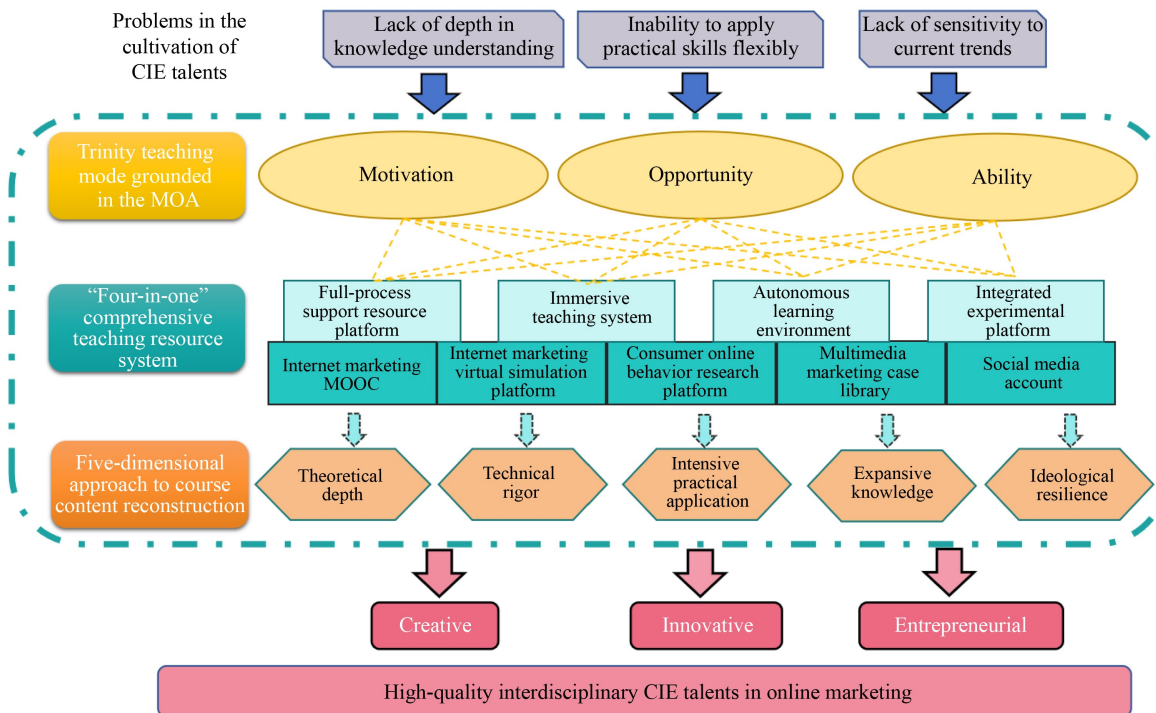 Problems in the
cultivation of
CIE talents
Lack of depth in
knowledge understanding
Inability to apply
practical skills flexibly
Lack of sensitivity to
current trends
Trinity teaching
mode grounded
in the MOA
Motivation
Opportunity
Ability
“Four-in-one”
comprehensive
teaching resource
system
Full-process
support resource
platform
Immersive
teaching system
Autonomous
learning
environment
Integrated
experimental
platform
Internet marketing
MOOC
Internet marketing
virtual simulation
platform
Consumer online
behavior research
platform
Multimedia
marketing case
library
Social media
account
Five-dimensional
approach to course
content reconstruction
Theoretical
depth
Technical
rigor
Intensive
practical
application
Expansive
knowledge
Ideological
resilience
Creative
Innovative
Entrepreneurial
High-quality interdisciplinary CIE talents in online marketing